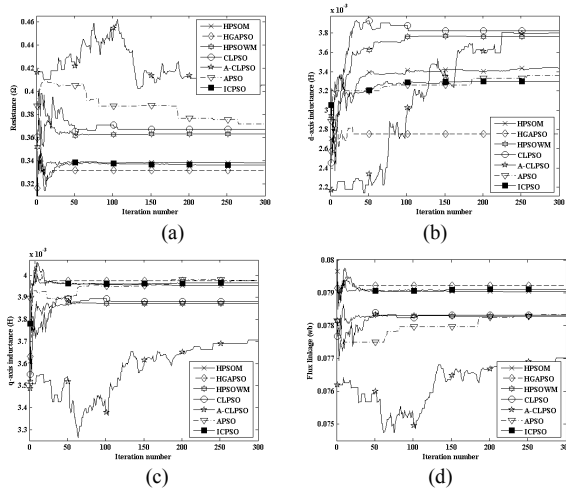 0.46
0.44
0.42
0.4
0.38
0.36
0.34
0.32
Resistance (Ω)
0
50
100
150
200
250
300
Iteration number
HPSOM
HGAPSO
HPSOWM
CLPSO
A-CLPSO
APSO
ICPSO
(a)
x 10⁻³
3.8
3.6
3.4
3.2
3
2.8
2.6
2.4
2.2
d-axis inductance (H)
0
50
100
150
200
250
300
Iteration number
HPSOM
HGAPSO
HPSOWM
CLPSO
A-CLPSO
APSO
ICPSO
(b)
x 10⁻³
4
3.9
3.8
3.7
3.6
3.5
3.4
3.3
q-axis inductance (H)
0
50
100
150
200
250
300
Iteration number
HPSOM
HGAPSO
HPSOWM
CLPSO
A-CLPSO
APSO
ICPSO
(c)
0.08
0.079
0.078
0.077
0.076
0.075
Flux linkage (wb)
0
50
100
150
200
250
300
Iteration number
HPSOM
HGAPSO
HPSOWM
CLPSO
A-CLPSO
APSO
ICPSO
(d)